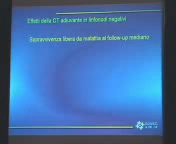 Effetti della CT adiuvante in linfonodi negativi
Sopravvivenza libera da malattia al follow-up mediano